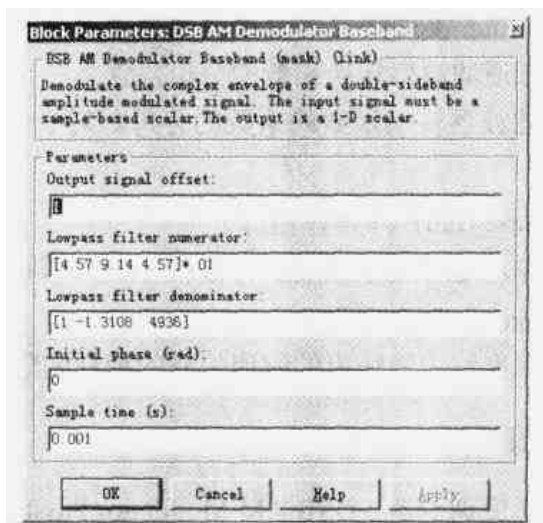 Block Parameters: DSB AM Demodulator Baseband
DSB AM Demodulator Baseband (mask) (link)
Demodulate the complex envelope of a double-sideband
amplitude modulated signal. The input signal must be a
sample-based scalar. The output is a 1-D scalar.
Parameters
Output signal offset:
Lowpass filter numerator:
[4 57 9 14 4 57]* 01
Lowpass filter denominator:
[1 -1 3108 4936]
Initial phase (rad):
0
Sample time (s):
0 001
OK Cancel Help Apply